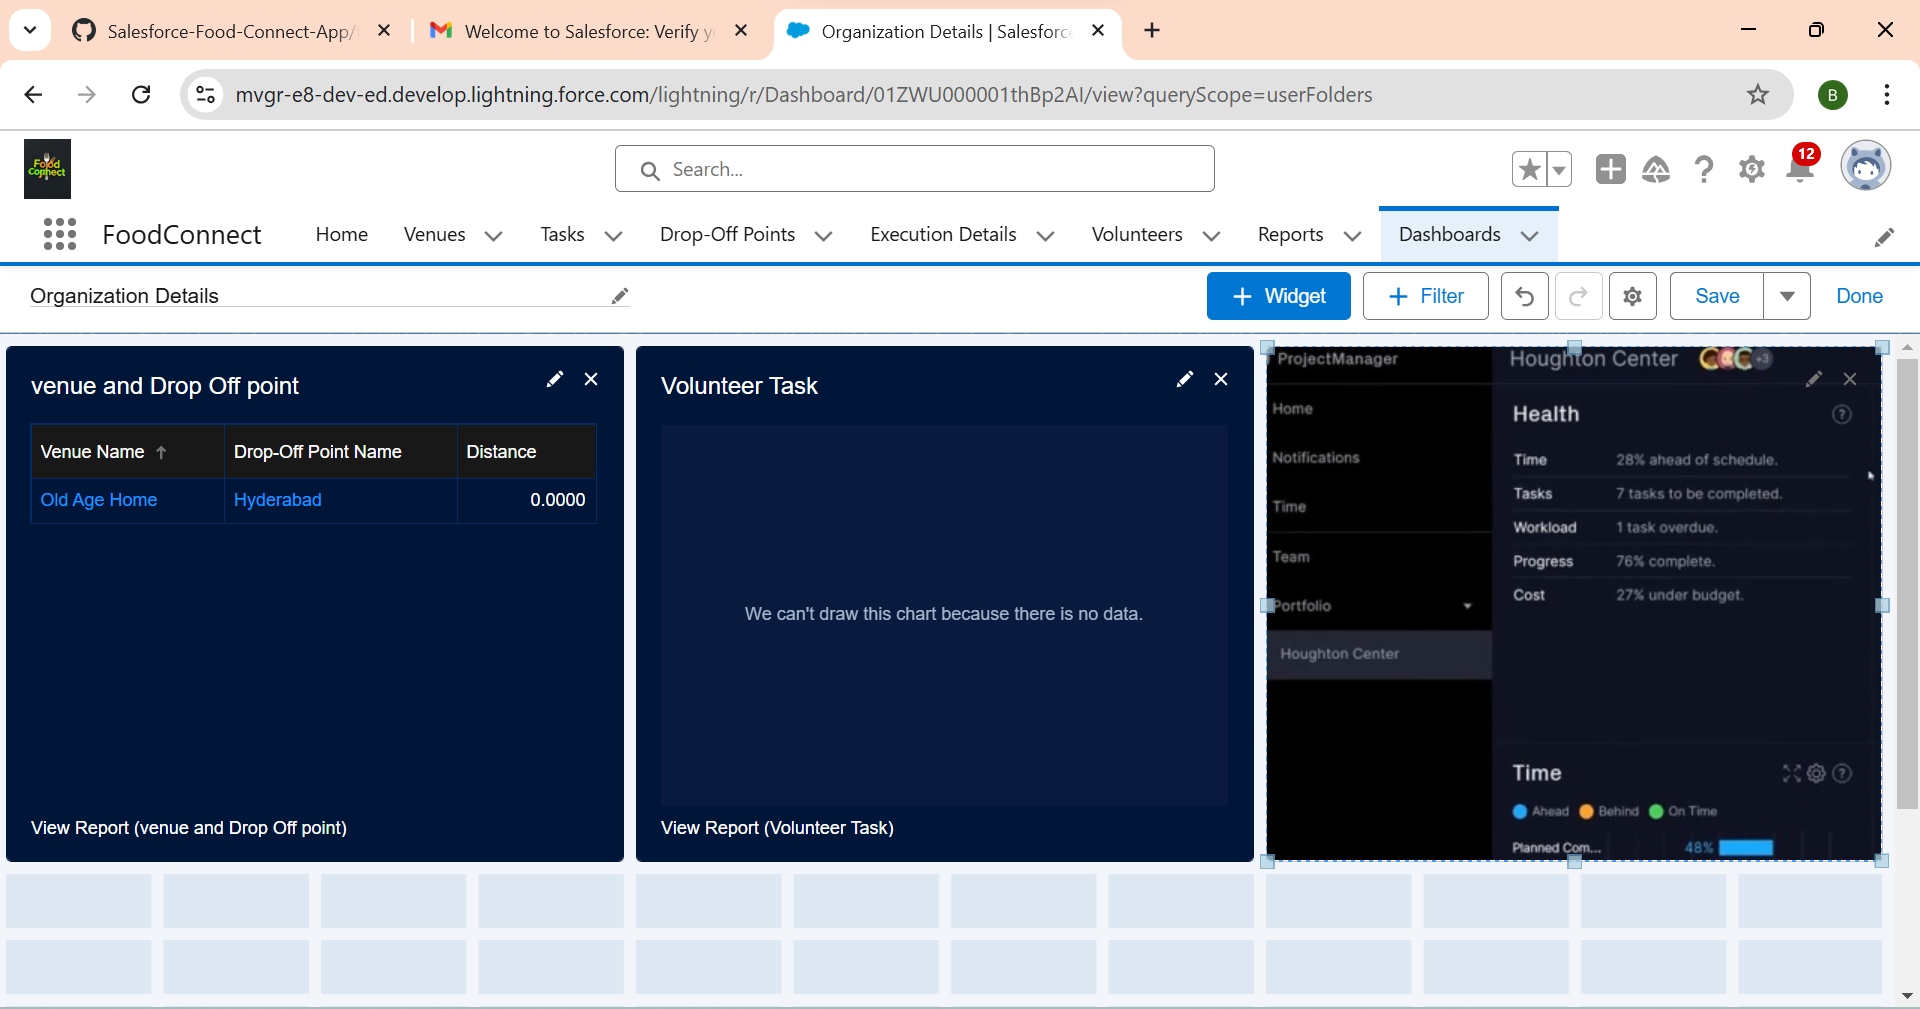 Salesforce-Food-Connect-App/
Welcome to Salesforce: Verify y
Organization Details | Salesforce
mvgr-e8-dev-ed.develop.lightning.force.com/lightning/r/Dashboard/01ZWU000001thBp2AI/view?queryScope=userFolders
B
Food
Connect
Search...
12
FoodConnect
Home
Venues
Tasks
Drop-Off Points
Execution Details
Volunteers
Reports
Dashboards
Organization Details
+ Widget
+ Filter
Save
Done
venue and Drop Off point
Venue Name ↑ Drop-Off Point Name Distance
Old Age Home Hyderabad 0.0000
View Report (venue and Drop Off point)
Volunteer Task
We can't draw this chart because there is no data.
View Report (Volunteer Task)
ProjectManager
Home
Notifications
Time
Team
Portfolio
Houghton Center
Houghton Center +3
Health
Time 28% ahead of schedule.
Tasks 7 tasks to be completed.
Workload 1 task overdue.
Progress 76% complete.
Cost 27% under budget.
Time
Ahead Behind On Time
Planned Com... 48%